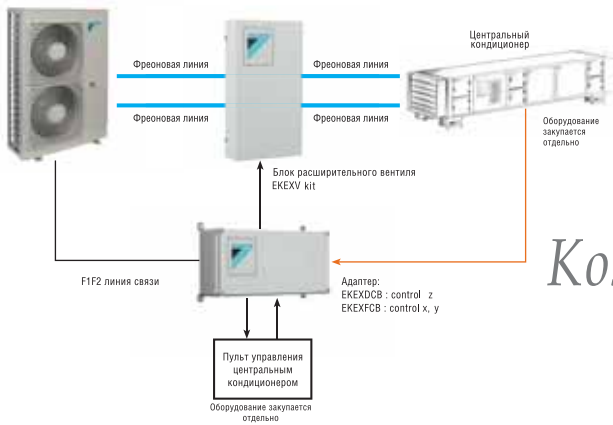 Центральный
кондиционер
Фреоновая линия
Фреоновая линия
Фреоновая линия
Фреоновая линия
Оборудование
закупается
отдельно
Блок расширительного вентиля
EKEXV kit
F1F2 линия связи
Адаптер:
EKEXDCB : control z
EKEXFCB : control x, y
Пульт управления
центральным
кондиционером
Оборудование закупается
отдельно